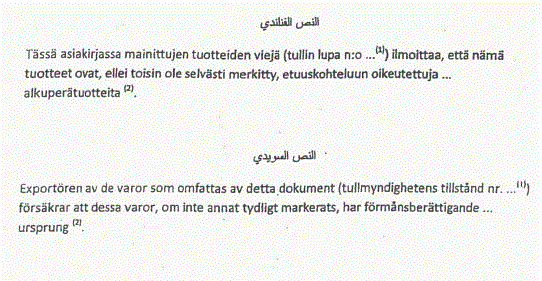 النص الفنلندي
Tässä asiakirjassa mainittujen tuotteiden viejä (tullin lupa n:o ...(1)) ilmoittaa, että nämä
tuotteet ovat, ellei toisin ole selvästi merkitty, etuuskohteluun oikeutettuja ...
alkuperätuotteita (2).
النص السويدي
Exportören av de varor som omfattas av detta dokument (tullmyndighetens tillstånd nr. ...(1))
försäkrar att dessa varor, om inte annat tydligt markerats, har förmånsberättigande ...
ursprung (2).